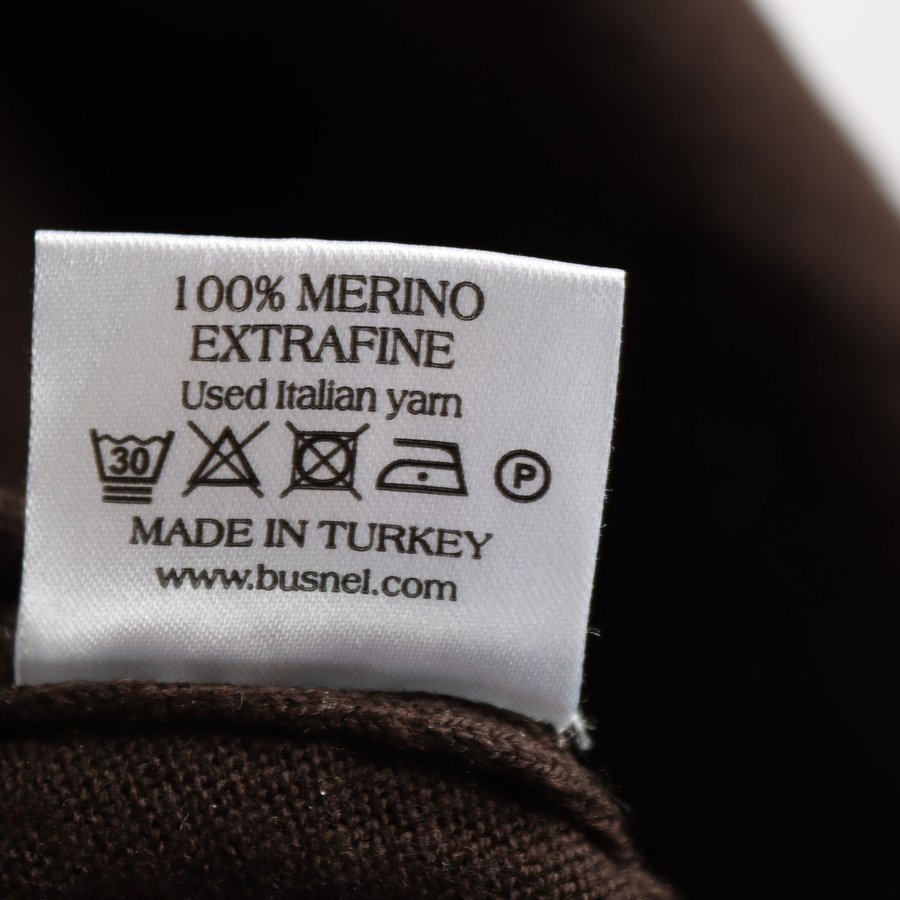 100% MERINO
EXTRAFINE
Used Italian yarn
30 P
MADE IN TURKEY
www.busnel.com